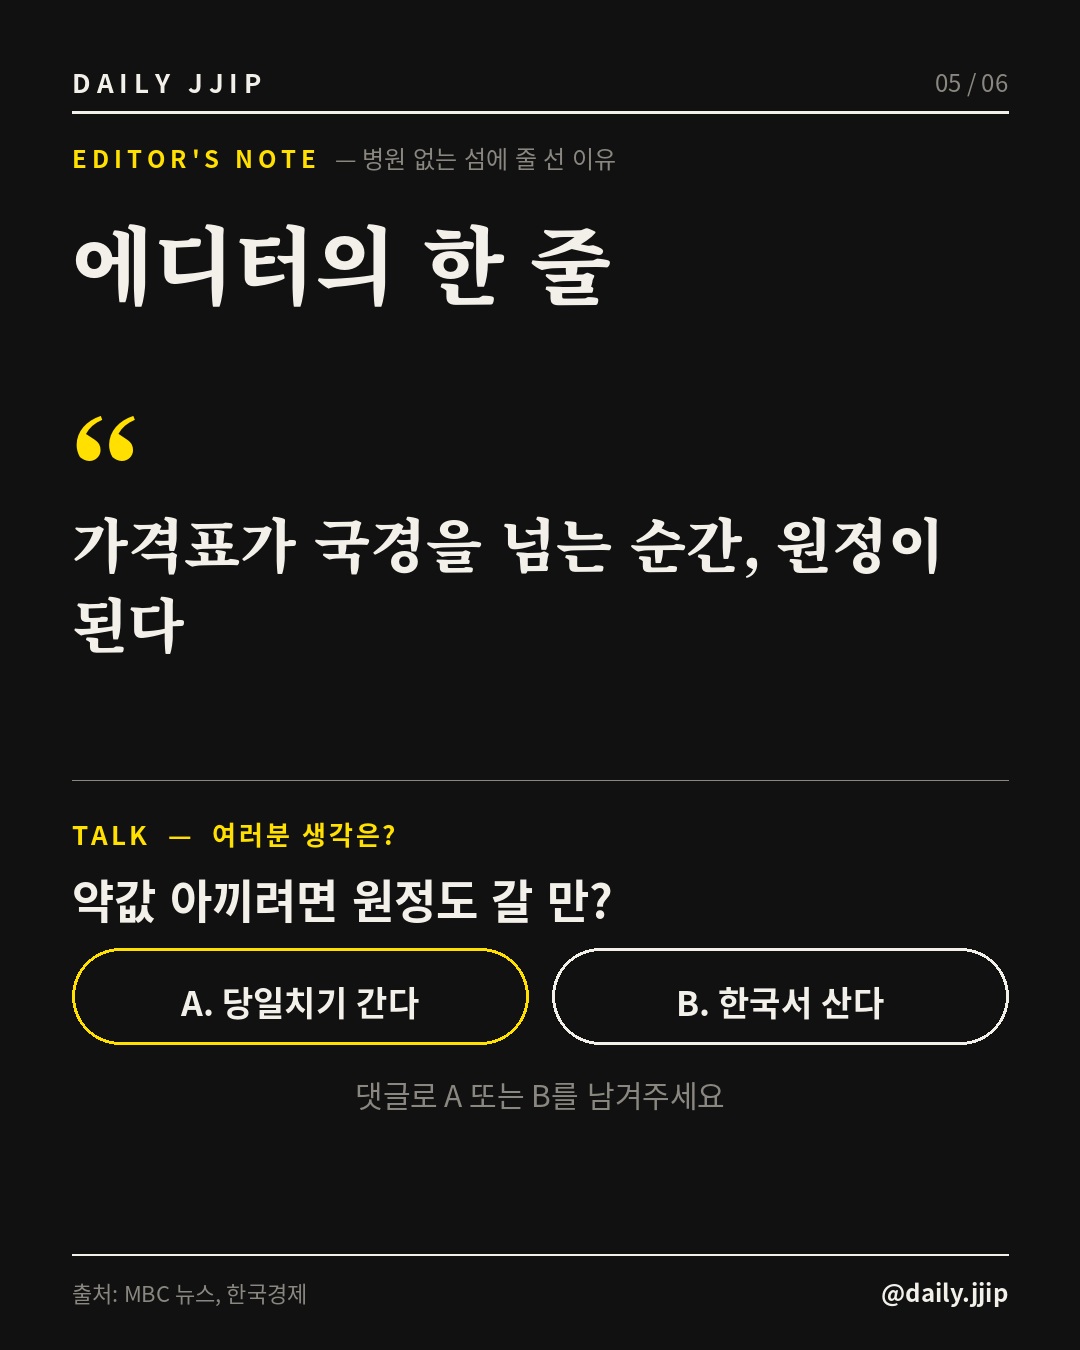 DAILY JJIP 05 / 06
EDITOR'S NOTE — 병원 없는 섬에 줄 선 이유
에디터의 한 줄
“
가격표가 국경을 넘는 순간, 원정이
된다
TALK — 여러분 생각은?
약값 아끼려면 원정도 갈 만?
A. 당일치기 간다 B. 한국서 산다
댓글로 A 또는 B를 남겨주세요
출처: MBC 뉴스, 한국경제 @daily.jjip